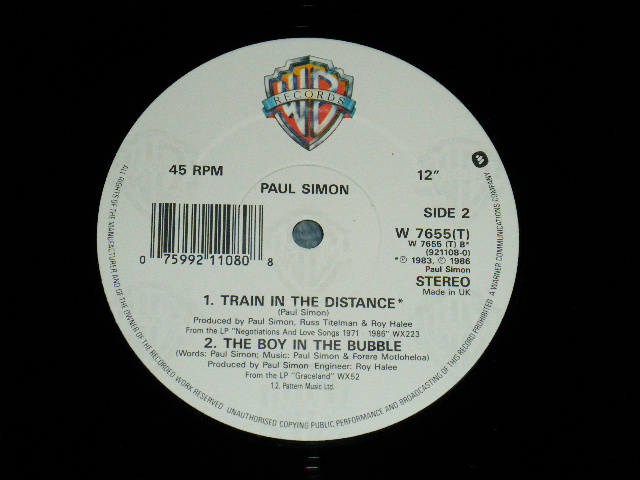 WB
RECORDS
45 RPM
12"
PAUL SIMON
SIDE 2
W 7655(T)
W 7655 (T) B*
(921108-0)
*℗ 1983, © 1986
Paul Simon
STEREO
Made in UK
0 75992 11080 8
1. TRAIN IN THE DISTANCE*
(Paul Simon)
Produced by Paul Simon, Russ Titelman & Roy Halee
From the LP "Negotiations And Love Songs 1971 - 1986" WX223
2. THE BOY IN THE BUBBLE
(Words: Paul Simon; Music: Paul Simon & Forere Motloheloa)
Produced by Paul Simon Engineer: Roy Halee
From the LP "Graceland" WX52
1.2. Pattern Music Ltd.
ALL RIGHTS OF THE MANUFACTURER AND OF THE OWNER OF THE RECORDED WORK RESERVED. UNAUTHORISED COPYING PUBLIC PERFORMANCE AND BROADCASTING OF THIS RECORD PROHIBITED. A WARNER COMMUNICATIONS COMPANY